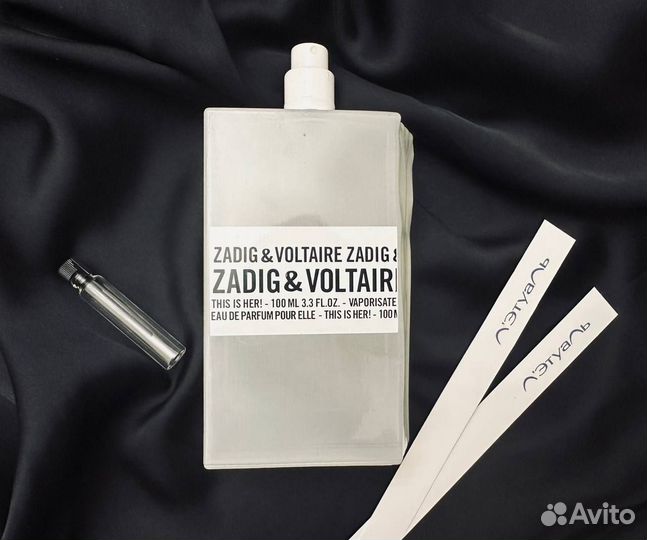 ZADIG & VOLTAIRE ZADIG &
ZADIG & VOLTAIRE
THIS IS HER! - 100 ML 3.3 FL.OZ. - VAPORISATE
EAU DE PARFUM POUR ELLE - THIS IS HER! - 100 M
Л'ЭтуаЛЬ
Л'ЭтуаЛЬ
Avito